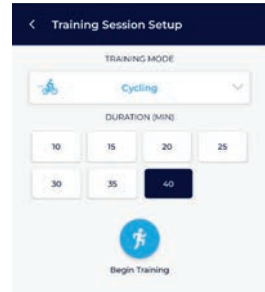 Training Session Setup
TRAINING MODE
Cycling
DURATION (MIN)
10 15 20 25
30 35 40
Begin Training